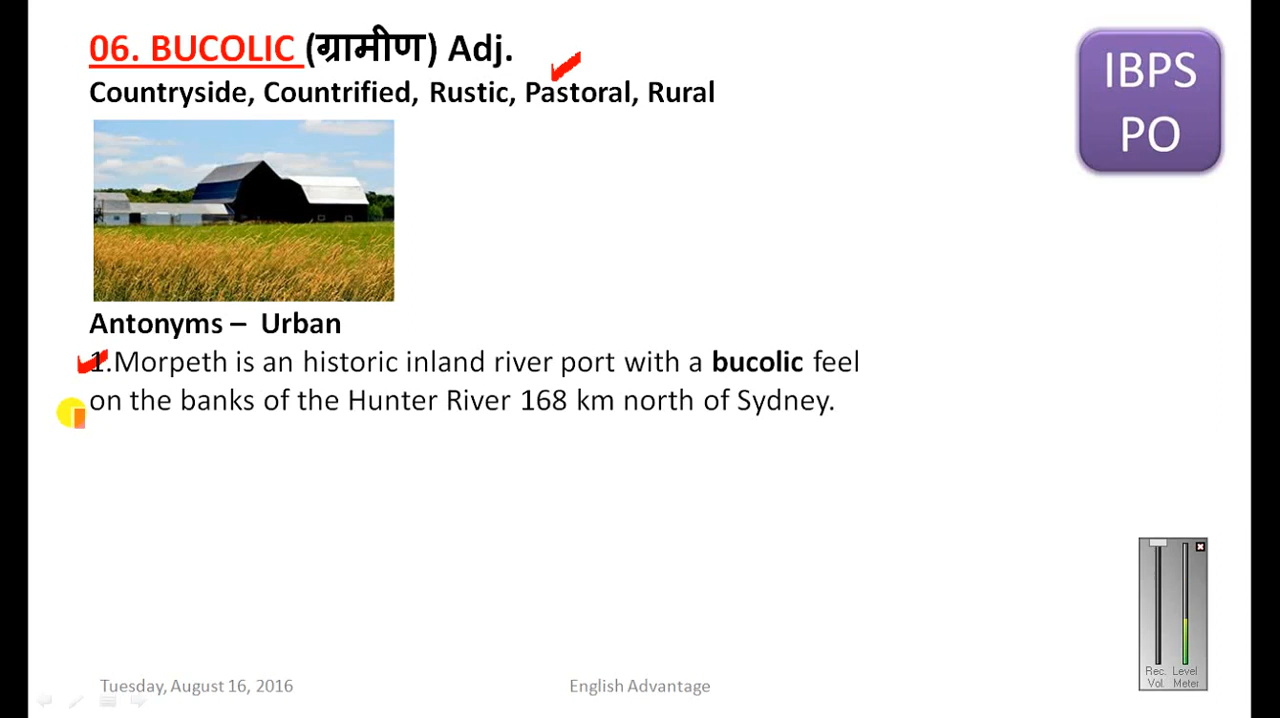 06. BUCOLIC (ग्रामीण) Adj.
Countryside, Countrified, Rustic, Pastoral, Rural
IBPS
PO
Antonyms – Urban
1.Morpeth is an historic inland river port with a bucolic feel
on the banks of the Hunter River 168 km north of Sydney.
Rec. Level
Vol. Meter
Tuesday, August 16, 2016
English Advantage